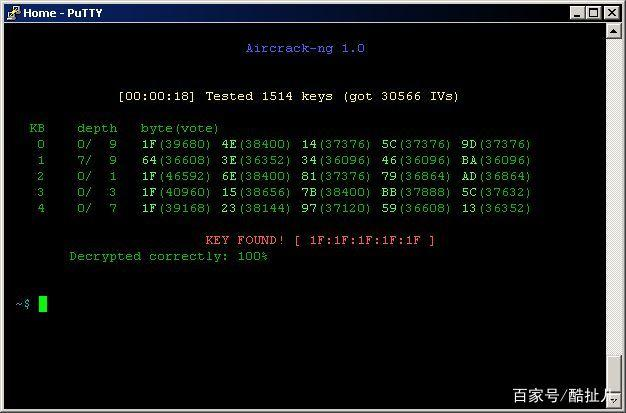 Home - PuTTY
Aircrack-ng 1.0
[00:00:18] Tested 1514 keys (got 30566 IVs)
KB depth byte(vote)
0 0/ 9 1F(39680) 4E(38400) 14(37376) 5C(37376) 9D(37376)
1 7/ 9 64(36608) 3E(36352) 34(36096) 46(36096) BA(36096)
2 0/ 1 1F(46592) 6E(38400) 81(37376) 79(36864) AD(36864)
3 0/ 3 1F(40960) 15(38656) 7B(38400) BB(37888) 5C(37632)
4 0/ 7 1F(39168) 23(38144) 97(37120) 59(36608) 13(36352)
KEY FOUND! [ 1F:1F:1F:1F:1F ]
Decrypted correctly: 100%
~$
百家号/酷扯儿